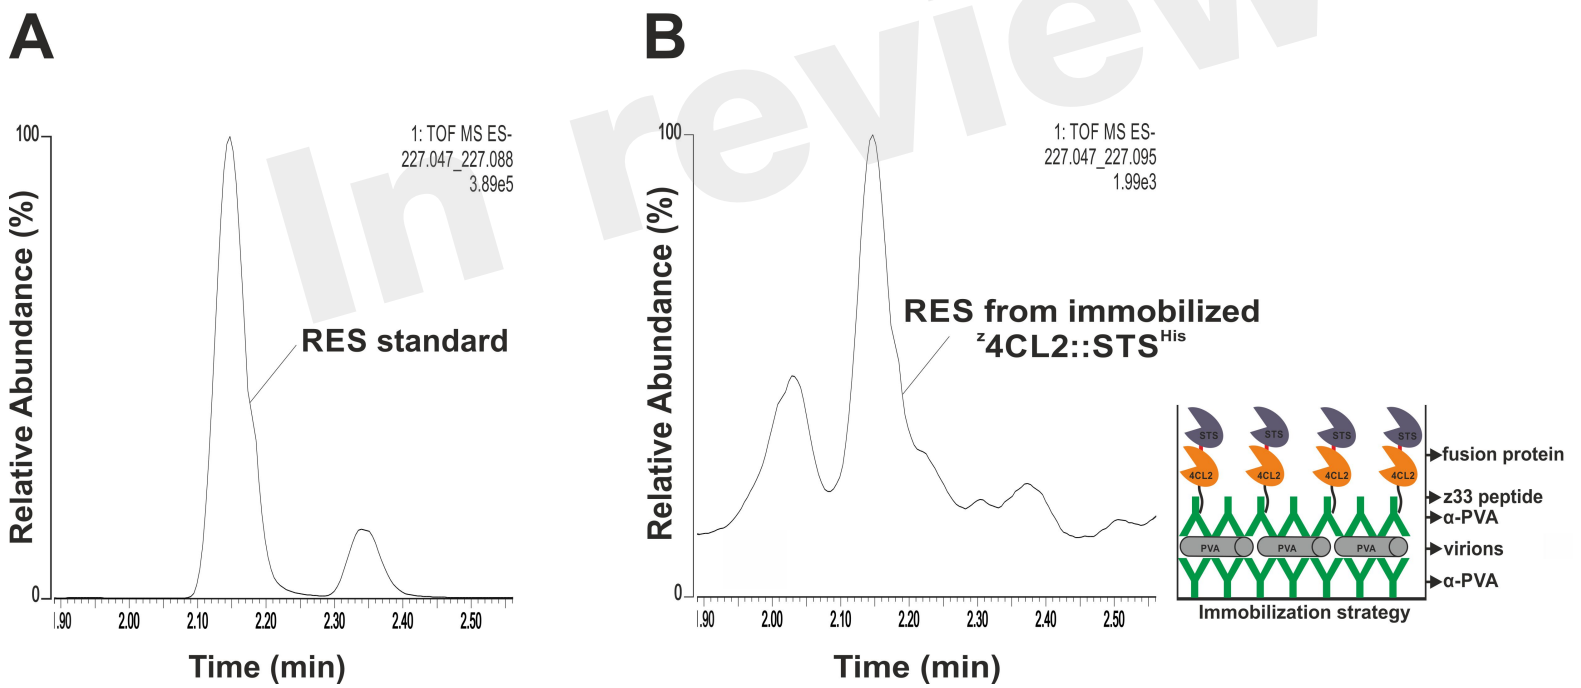 A
B
In review
1: TOF MS ES-
227.047_227.088
3.89e5
100
0
Relative Abundance (%)
RES standard
1.90 2.00 2.10 2.20 2.30 2.40 2.50
Time (min)
1: TOF MS ES-
227.047_227.095
1.99e3
100
0
Relative Abundance (%)
RES from immobilized
z4CL2::STSHis
.90 2.00 2.10 2.20 2.30 2.40 2.50
Time (min)
STS STS STS STS
4CL2 4CL2 4CL2 4CL2
PVA PVA PVA
fusion protein
z33 peptide
α-PVA
virions
α-PVA
Immobilization strategy